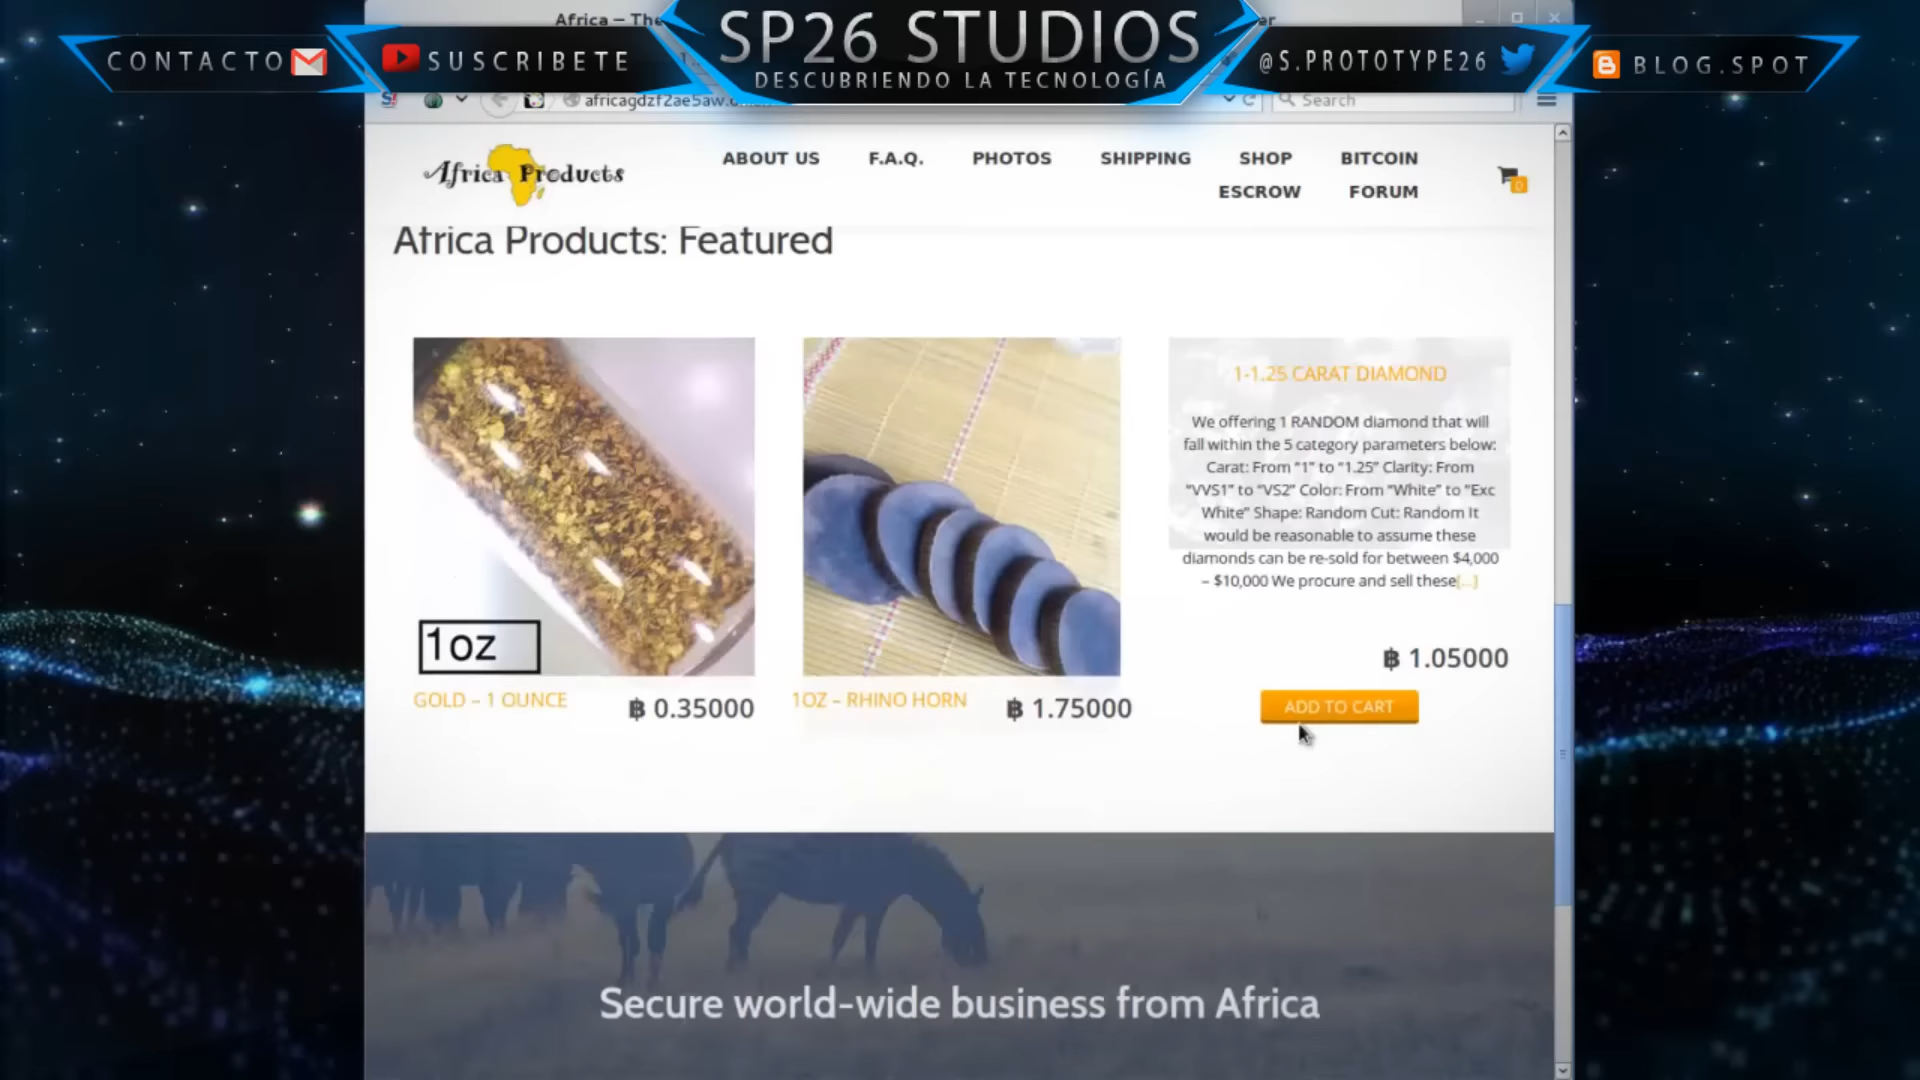 Africa – The
er
SP26 STUDIOS
DESCUBRIENDO LA TECNOLOGÍA
CONTACTO
SUSCRIBETE
@S.PROTOTYPE26
BLOG.SPOT
africagdzf2ae5aw.
Search
Africa Products
ABOUT US
F.A.Q.
PHOTOS
SHIPPING
SHOP
BITCOIN
ESCROW
FORUM
0
Africa Products: Featured
1oz
GOLD – 1 OUNCE
฿ 0.35000
1OZ – RHINO HORN
฿ 1.75000
1-1.25 CARAT DIAMOND
We offering 1 RANDOM diamond that will
fall within the 5 category parameters below:
Carat: From “1” to “1.25” Clarity: From
“VVS1” to “VS2” Color: From “White” to “Exc
White” Shape: Random Cut: Random It
would be reasonable to assume these
diamonds can be re-sold for between $4,000
– $10,000 We procure and sell these[...]
฿ 1.05000
ADD TO CART
Secure world-wide business from Africa